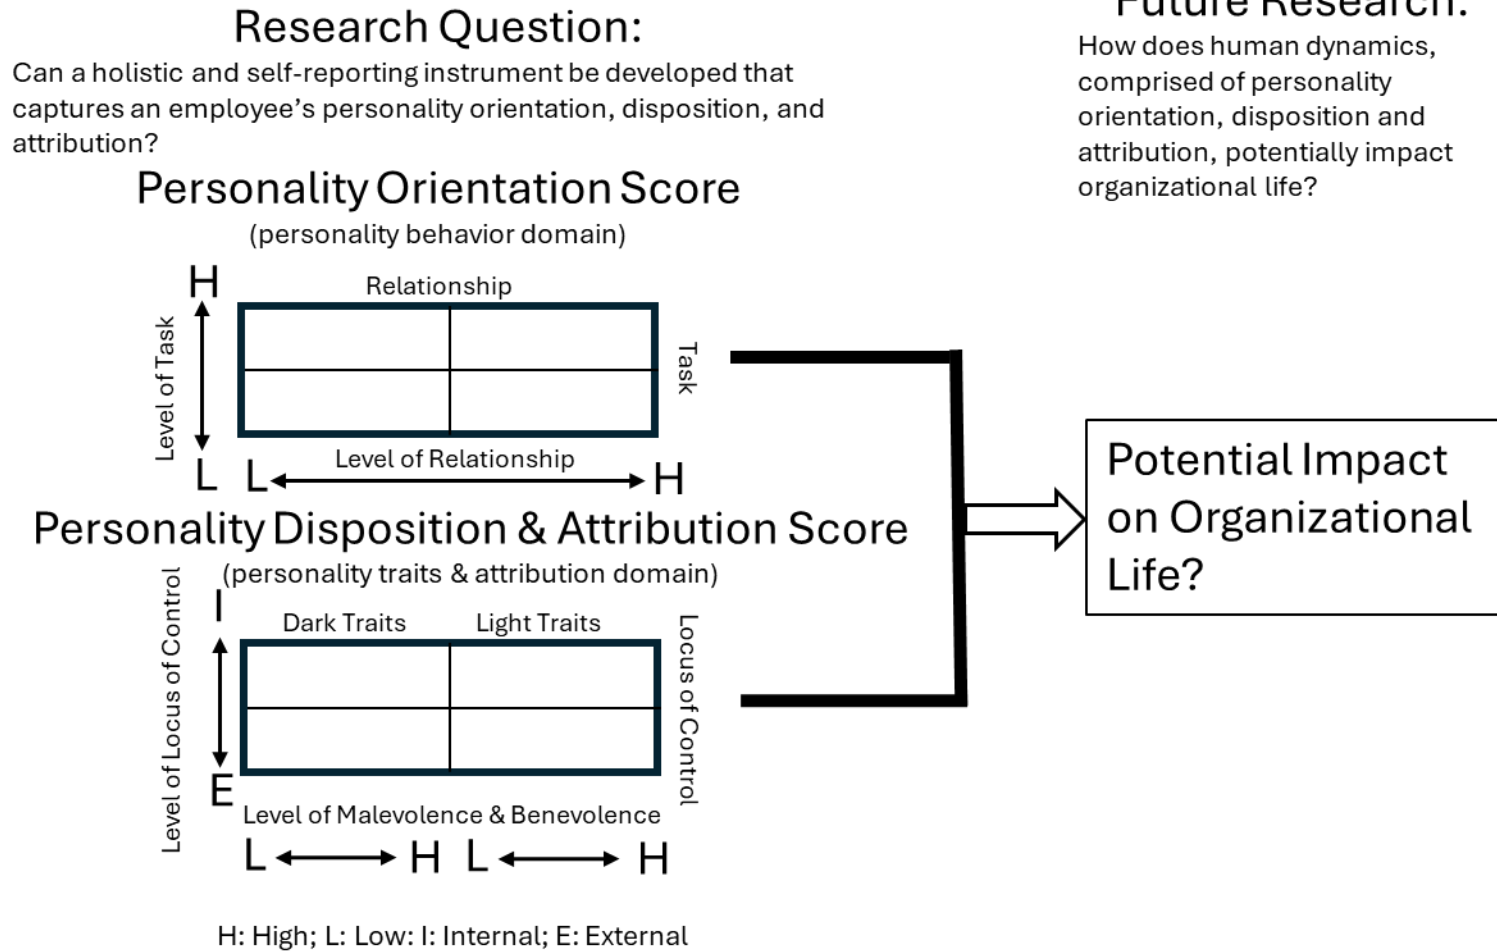 Research Question:
Can a holistic and self-reporting instrument be developed that
captures an employee's personality orientation, disposition, and
attribution?
Future Research:
How does human dynamics,
comprised of personality
orientation, disposition and
attribution, potentially impact
organizational life?
Personality Orientation Score
(personality behavior domain)
H
Relationship
Level of Task
Task
L
Level of Relationship
L
H
Personality Disposition & Attribution Score
(personality traits & attribution domain)
I
Dark Traits
Light Traits
Level of Locus of Control
Locus of Control
E
Level of Malevolence & Benevolence
L
H
L
H
Potential Impact
on Organizational
Life?
H: High; L: Low: I: Internal; E: External